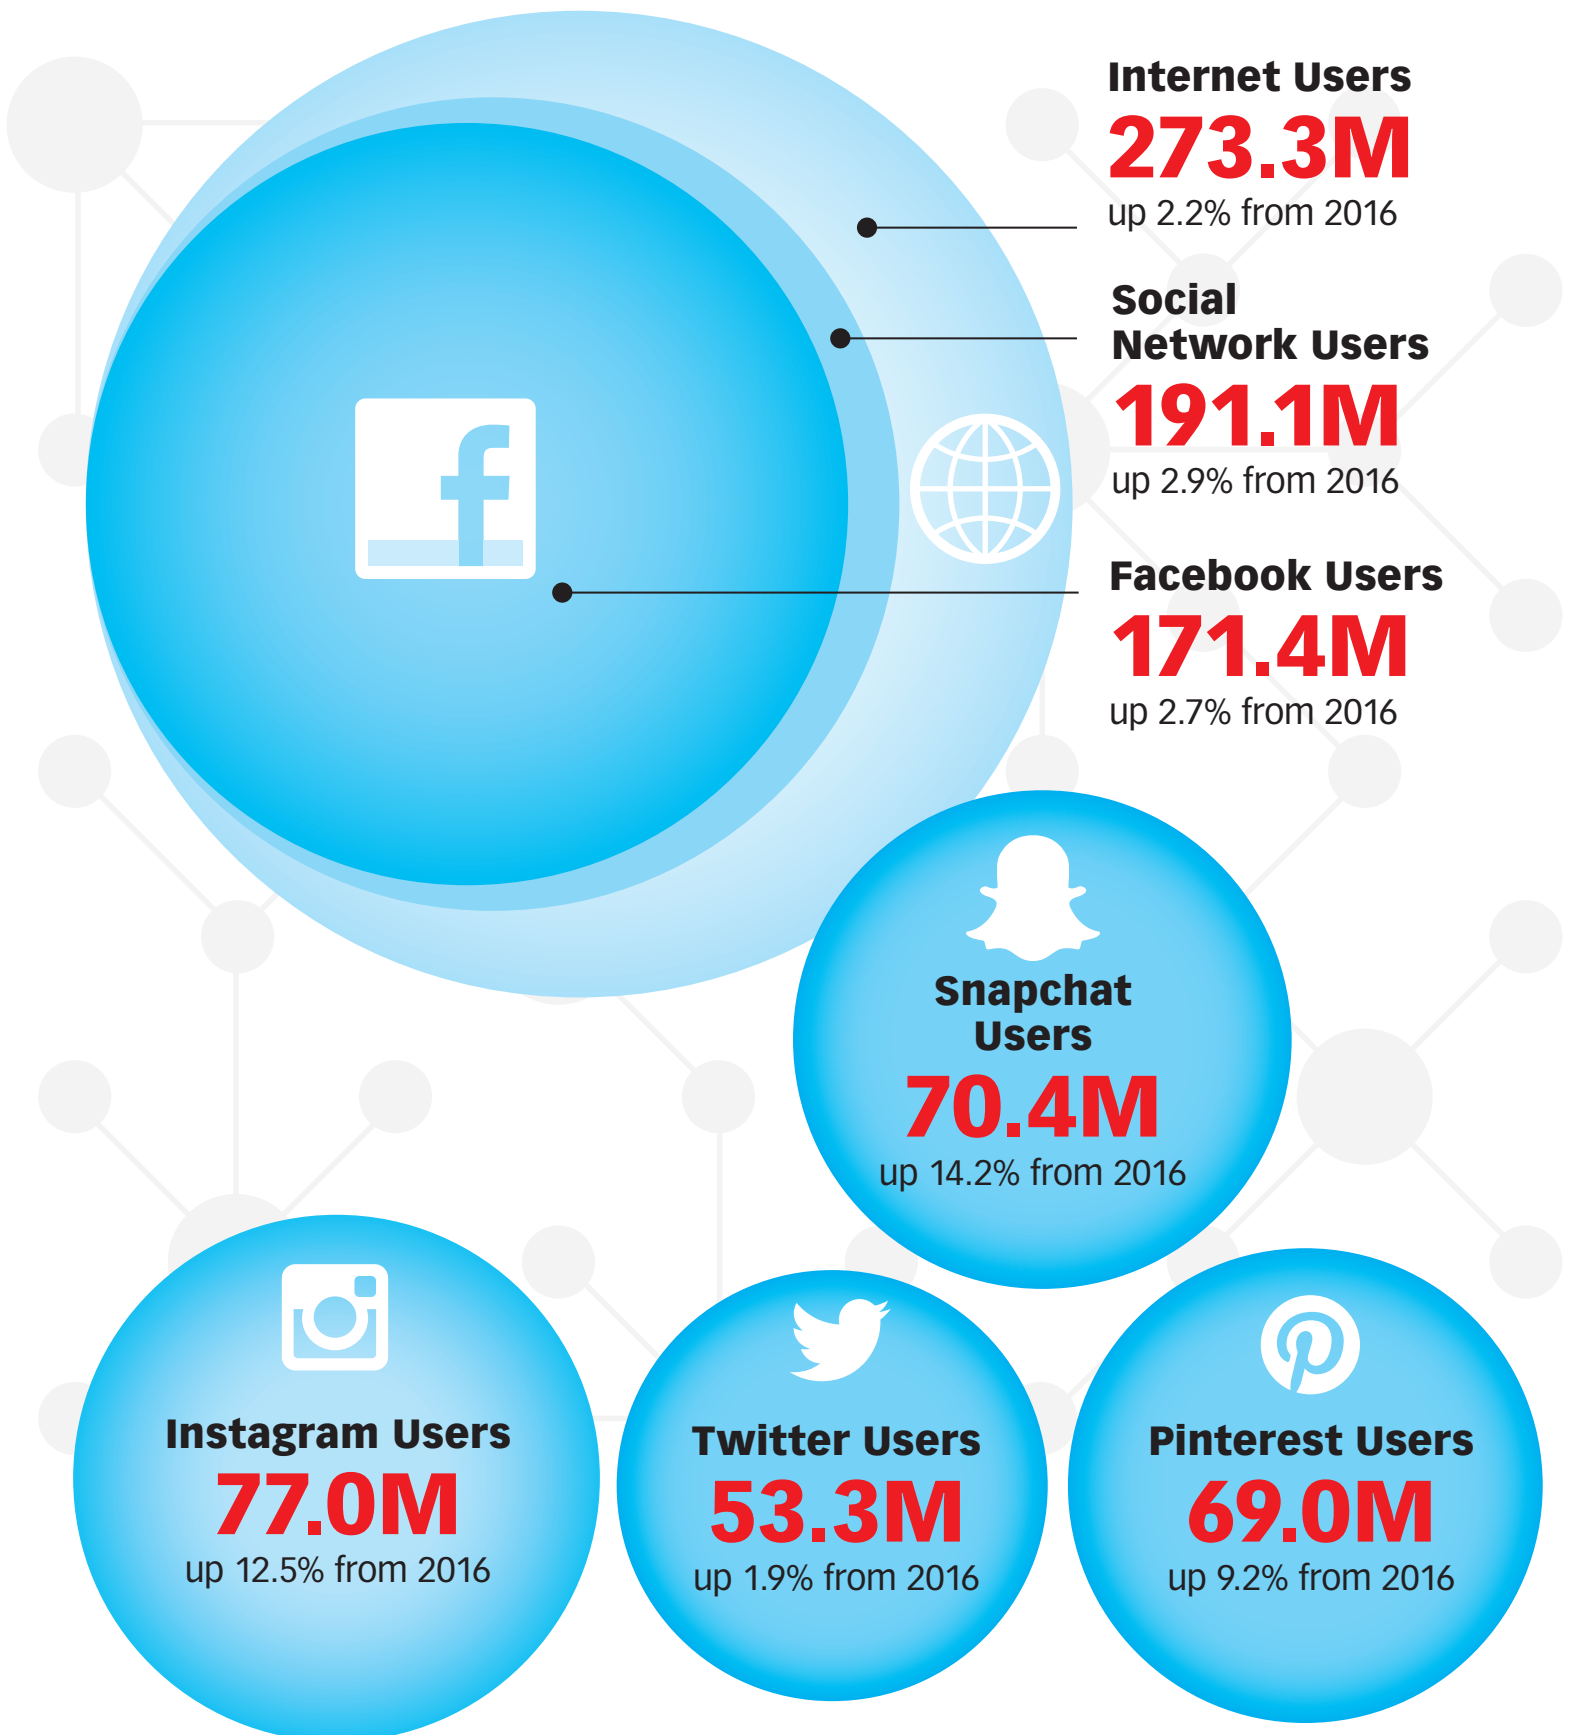 Internet Users
273.3M
up 2.2% from 2016
Social
Network Users
191.1M
up 2.9% from 2016
Facebook Users
171.4M
up 2.7% from 2016
Snapchat
Users
70.4M
up 14.2% from 2016
Instagram Users
77.0M
up 12.5% from 2016
Twitter Users
53.3M
up 1.9% from 2016
Pinterest Users
69.0M
up 9.2% from 2016